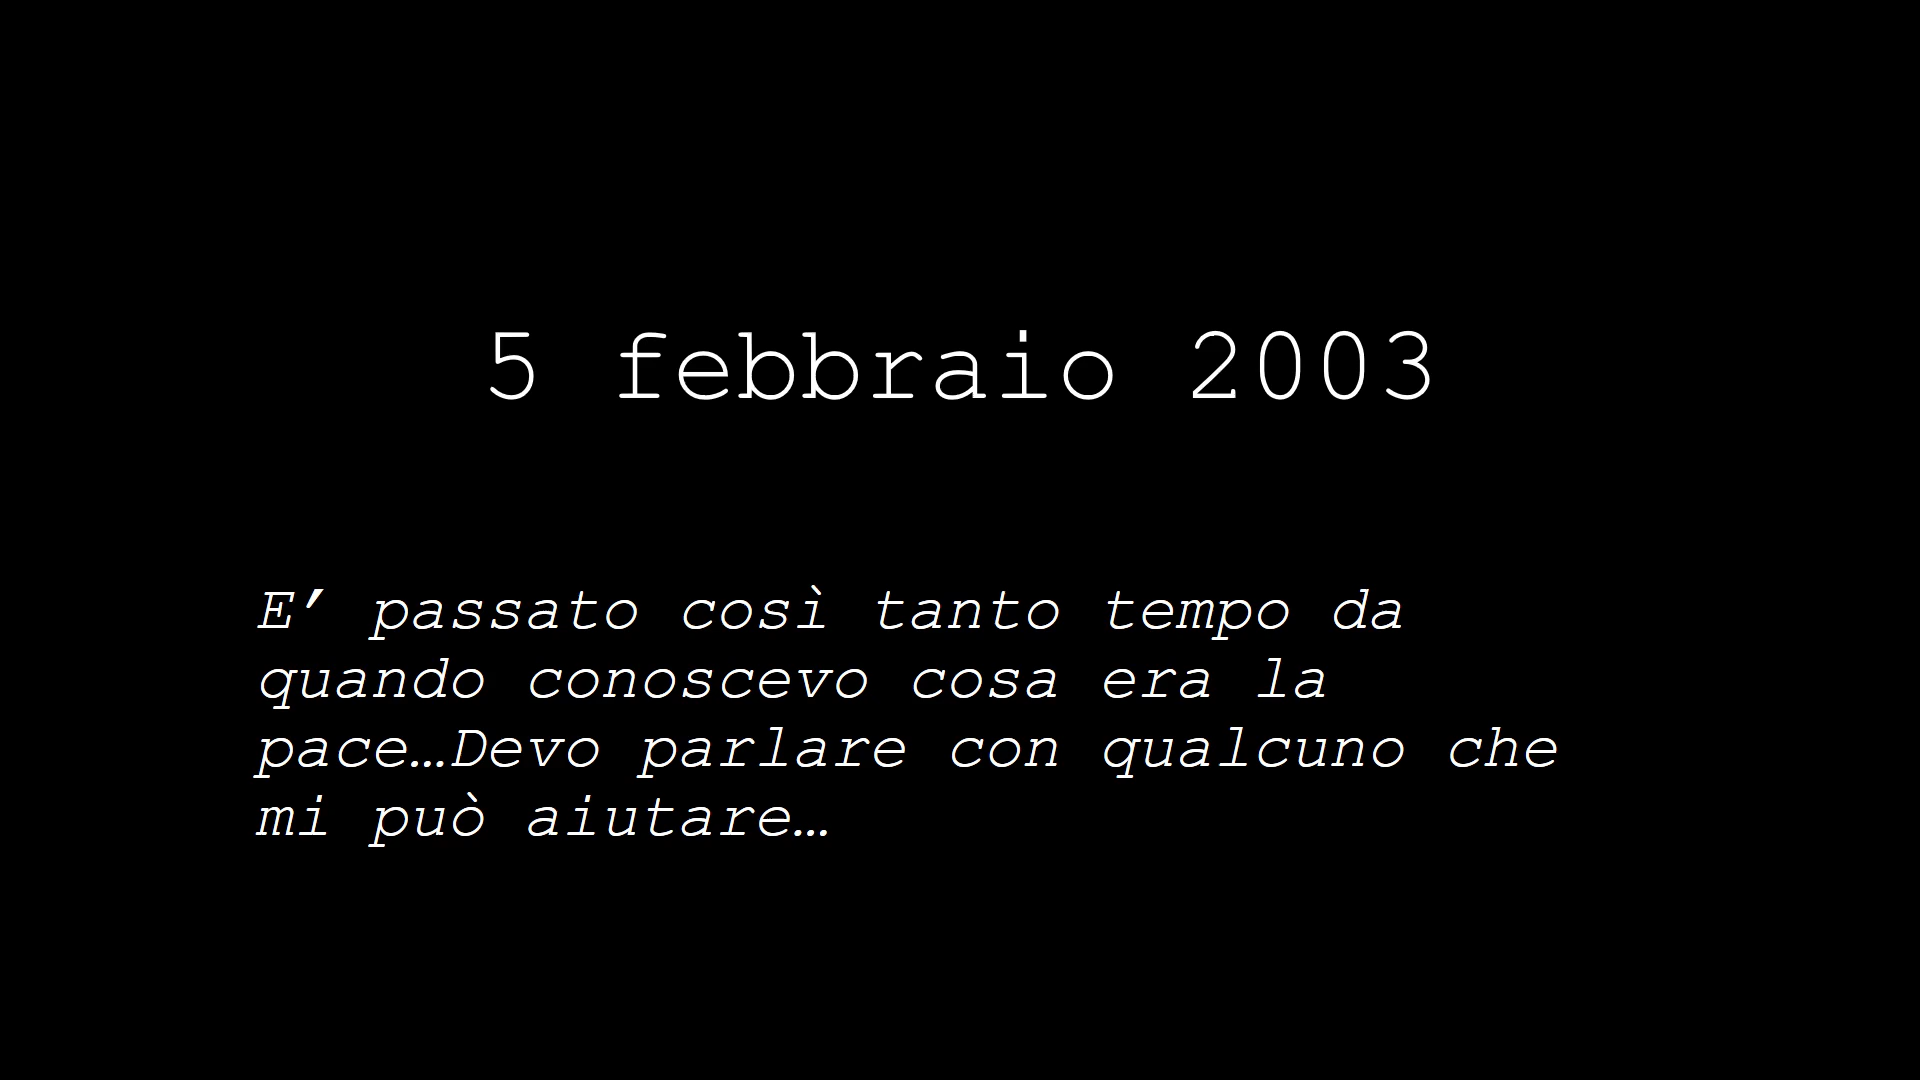 5 febbraio 2003
E’ passato così tanto tempo da
quando conoscevo cosa era la
pace…Devo parlare con qualcuno che
mi può aiutare…